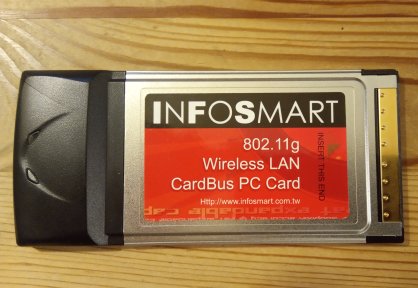 INFOSMART
802.11g
Wireless LAN
CardBus PC Card
Http://www.infosmart.com.tw
INSERT THIS END